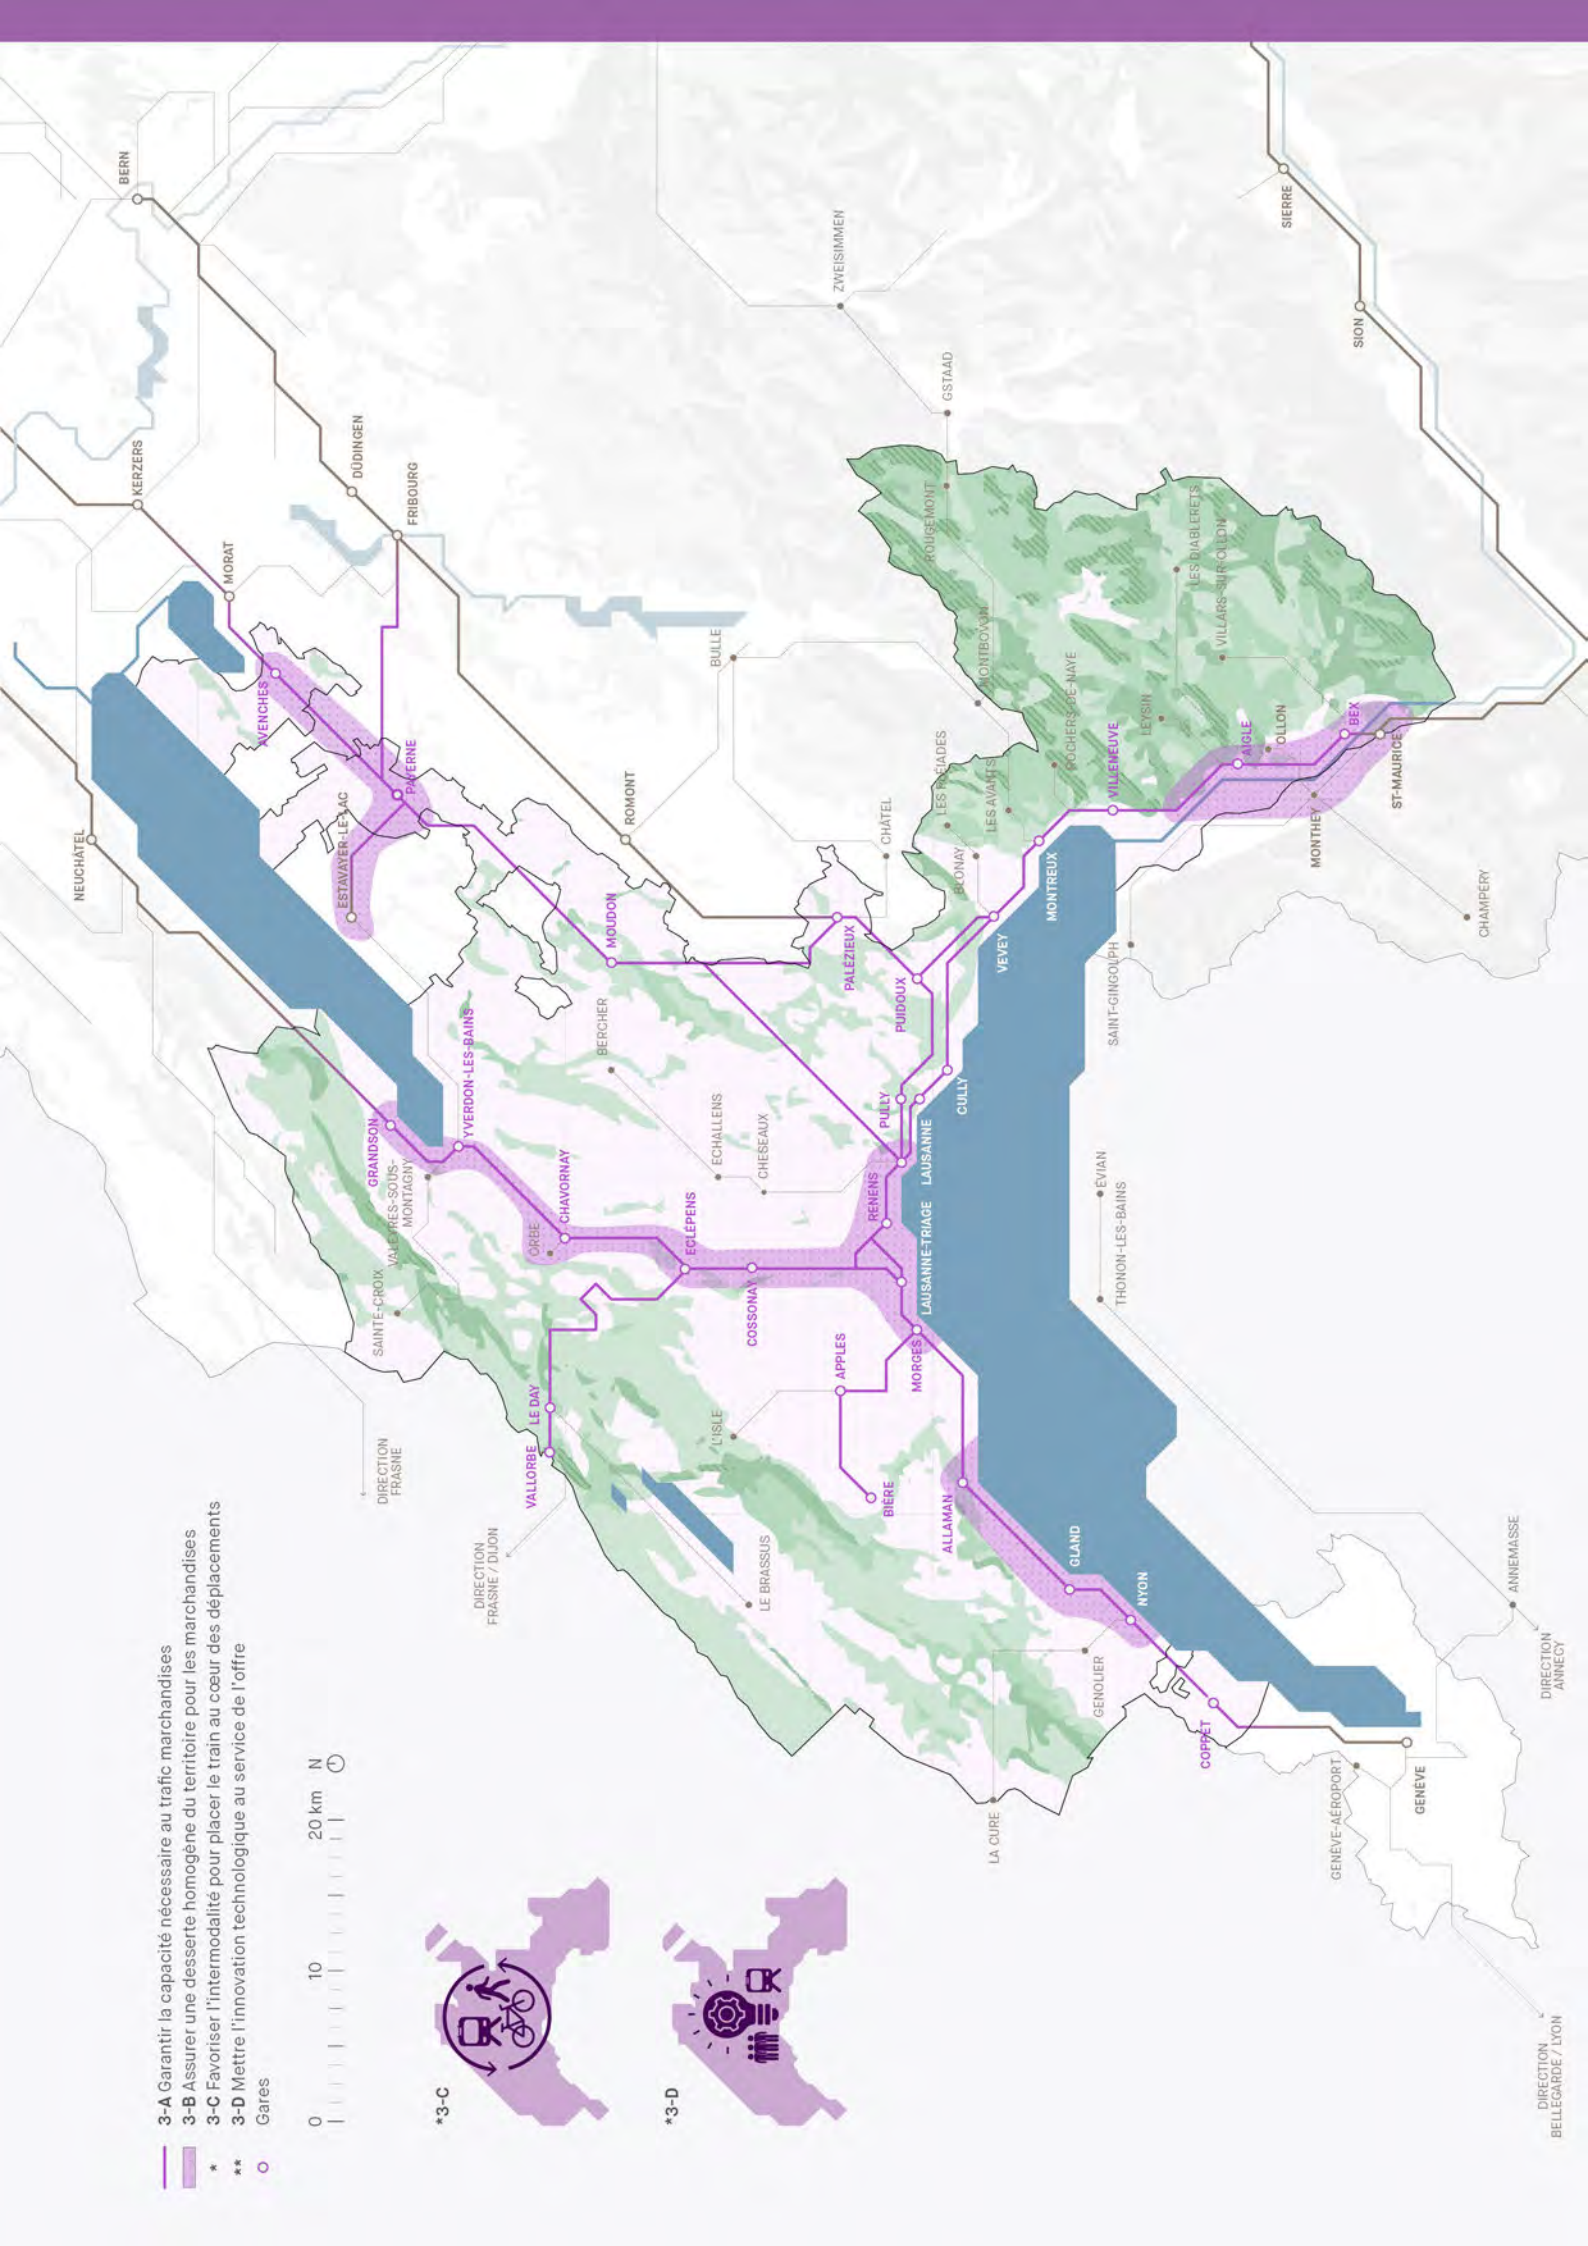 3-A Garantir la capacité nécessaire au trafic marchandises
3-B Assurer une desserte homogène du territoire pour les marchandises
* 3-C Favoriser l'intermodalité pour placer le train au cœur des déplacements
** 3-D Mettre l'innovation technologique au service de l'offre
Gares
0 10 20 km N
*3-C
*3-D
DIRECTION
FRASNE
DIRECTION
FRASNE / DIJON
NEUCHÂTEL
KERZERS
BERN
MORAT
DÜDINGEN
FRIBOURG
AVENCHES
PAYERNE
ESTAVAYER-LE-LAC
GRANDSON
YVERDON-LES-BAINS
VALEYRES-SOUS-
MONTAGNY
SAINTE-CROIX
ORBE
CHAVORNAY
VALLORBE
LE DAY
ECLÉPENS
COSSONAY
MOUDON
ROMONT
BULLE
BERCHER
ECHALLENS
CHESEAUX
L'ISLE
LE BRASSUS
APPLES
BIÈRE
MORGES
LAUSANNE-TRIAGE
LAUSANNE
RENENS
PULLY
PUIDOUX
PALÉZIEUX
CHÂTEL
CULLY
VEVEY
BLONAY
LES PLÉIADES
LES AVANTS
MONTBOVON
ROUGEMONT
GSTAAD
ZWEISIMMEN
MONTREUX
ROCHERS-DE-NAYE
VILLENEUVE
LEYSIN
LES DIABLERETS
VILLARS-SUR-OLLON
AIGLE
OLLON
BEX
ST-MAURICE
MONTHEY
CHAMPÉRY
SAINT-GINGOLPH
SION
SIERRE
ÉVIAN
THONON-LES-BAINS
ALLAMAN
GLAND
NYON
GENOLIER
LA CURE
COPPET
GENÈVE-AÉROPORT
GENÈVE
ANNEMASSE
DIRECTION
ANNECY
DIRECTION
BELLEGARDE / LYON